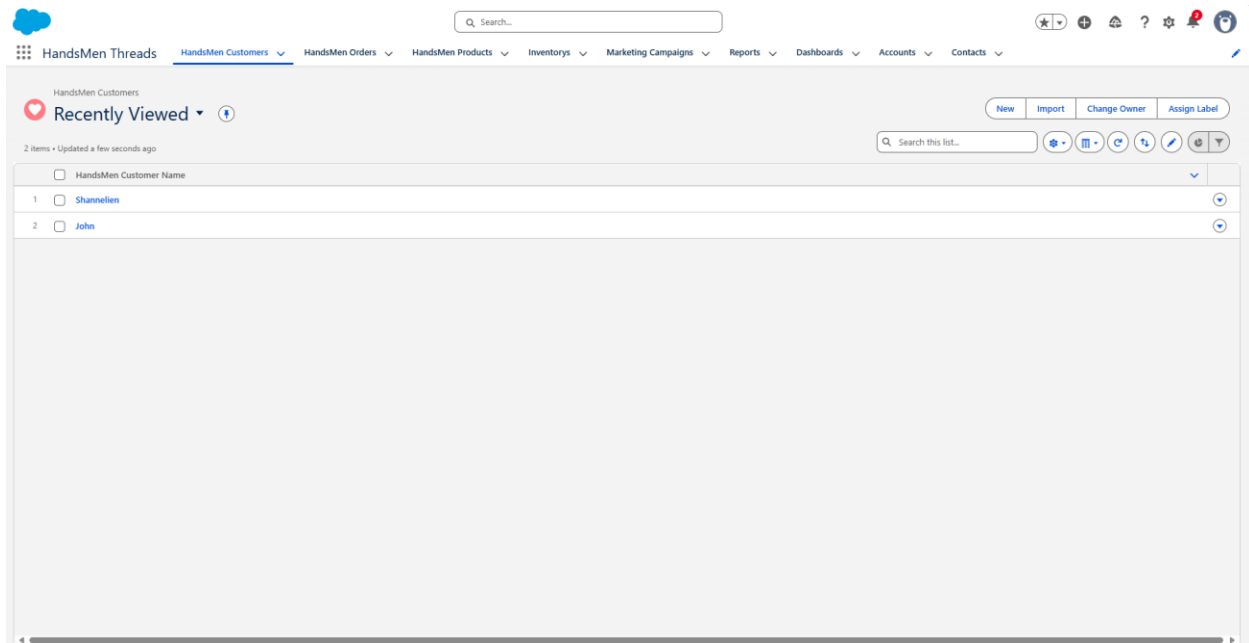 Search...
2
HandsMen Threads HandsMen Customers HandsMen Orders HandsMen Products Inventorys Marketing Campaigns Reports Dashboards Accounts Contacts
HandsMen Customers
Recently Viewed
New Import Change Owner Assign Label
2 items • Updated a few seconds ago
Search this list...
HandsMen Customer Name
1 Shannelien
2 John